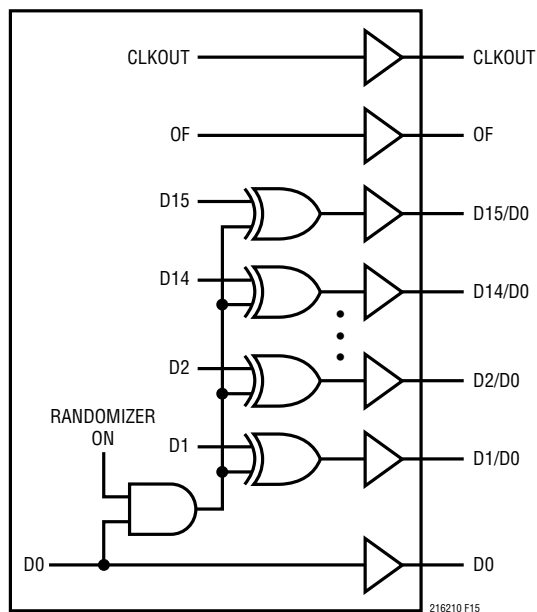 CLKOUT
CLKOUT
OF
OF
D15
D15/D0
D14
D14/D0
D2
D2/D0
RANDOMIZER
ON
D1
D1/D0
D0
D0
216210 F15